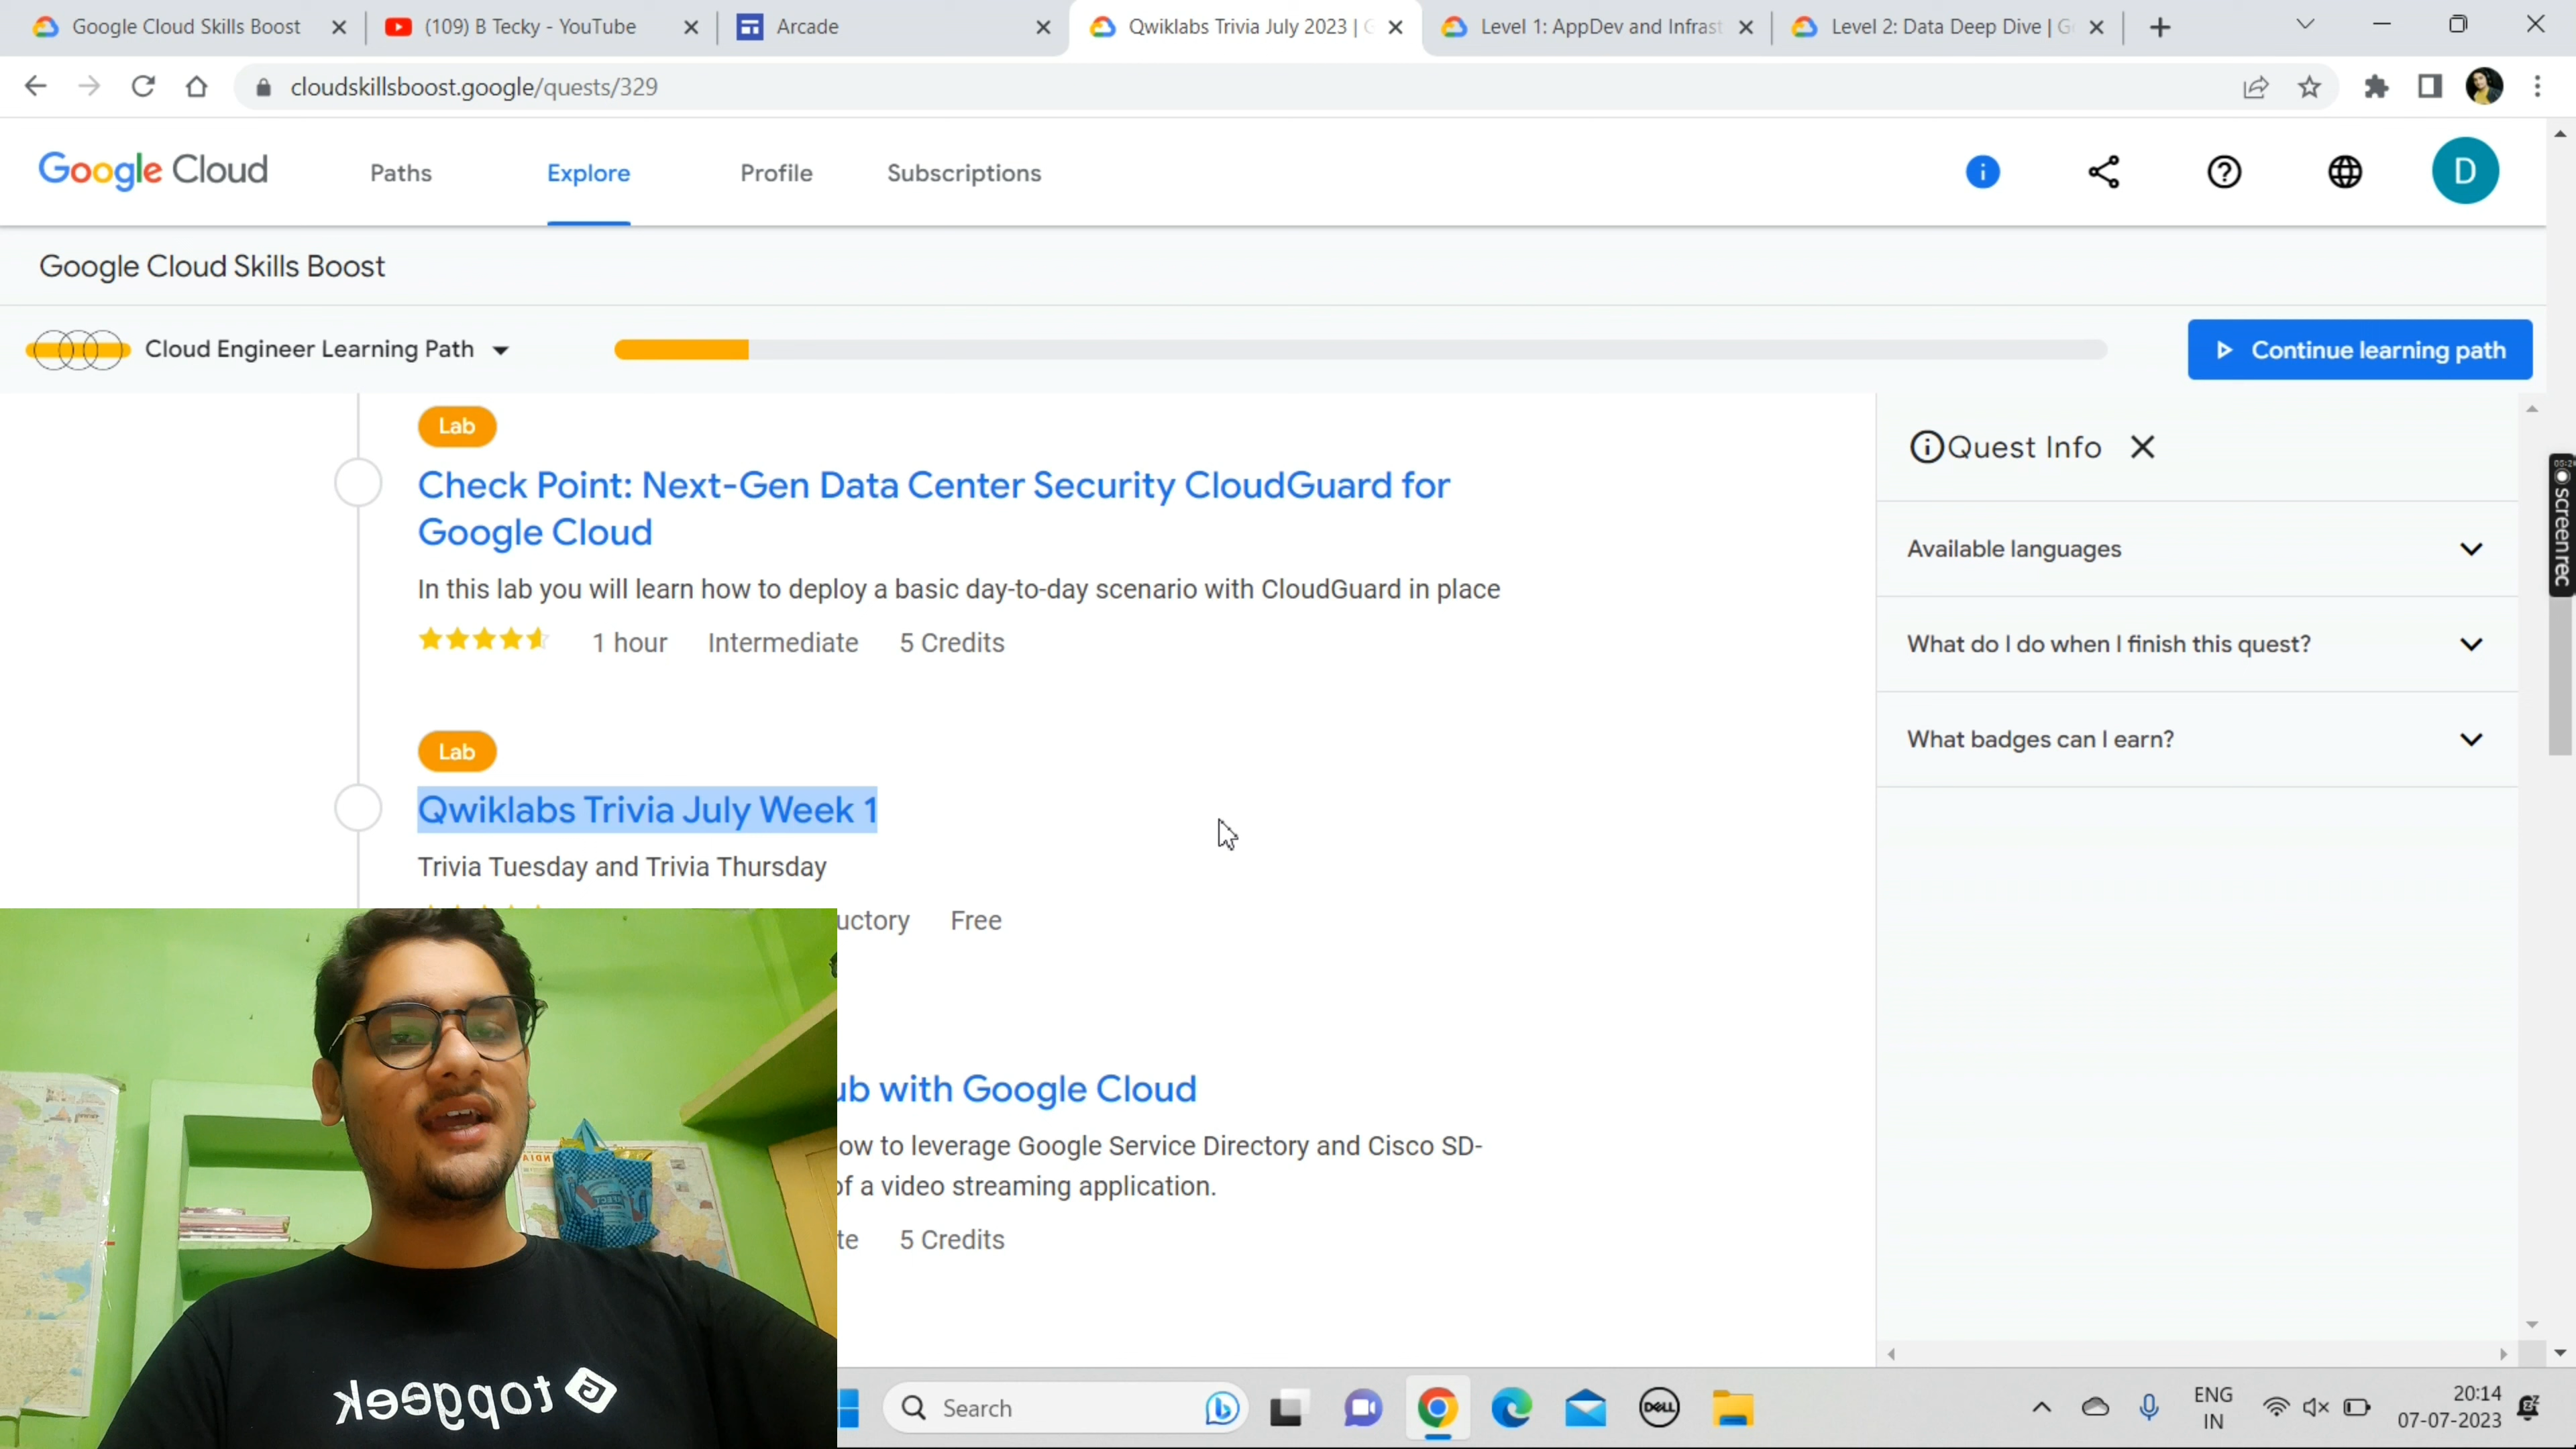 Google Cloud Skills Boost
(109) B Tecky - YouTube
Arcade
Qwiklabs Trivia July 2023 | G
Level 1: AppDev and Infrast
Level 2: Data Deep Dive | G
cloudskillsboost.google/quests/329
Google Cloud
Paths
Explore
Profile
Subscriptions
D
Google Cloud Skills Boost
Cloud Engineer Learning Path
Continue learning path
Lab
Check Point: Next-Gen Data Center Security CloudGuard for
Google Cloud
In this lab you will learn how to deploy a basic day-to-day scenario with CloudGuard in place
1 hour Intermediate 5 Credits
Lab
Qwiklabs Trivia July Week 1
Trivia Tuesday and Trivia Thursday
uctory Free
ub with Google Cloud
ow to leverage Google Service Directory and Cisco SD-
of a video streaming application.
te 5 Credits
Quest Info
Available languages
What do I do when I finish this quest?
What badges can I earn?
screenrec
topgeek
Search
DELL
ENG
IN
20:14
07-07-2023